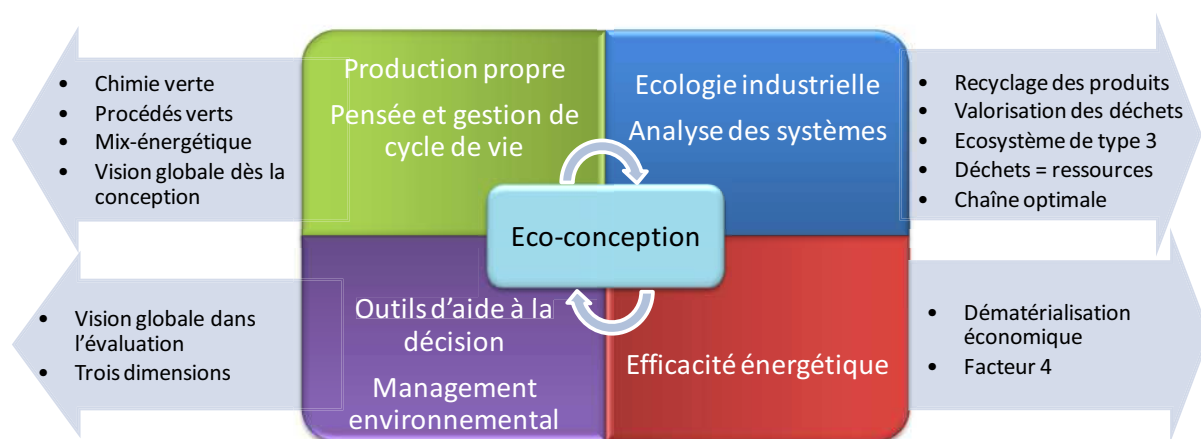 • Chimie verte
• Procédés verts
• Mix-énergétique
• Vision globale dès la
conception
Production propre
Pensée et gestion de
cycle de vie
Ecologie industrielle
Analyse des systèmes
• Recyclage des produits
• Valorisation des déchets
• Ecosystème de type 3
• Déchets = ressources
• Chaîne optimale
Eco-conception
• Vision globale dans
l’évaluation
• Trois dimensions
Outils d’aide à la
décision
Management
environnemental
Efficacité énergétique
• Dématérialisation
économique
• Facteur 4